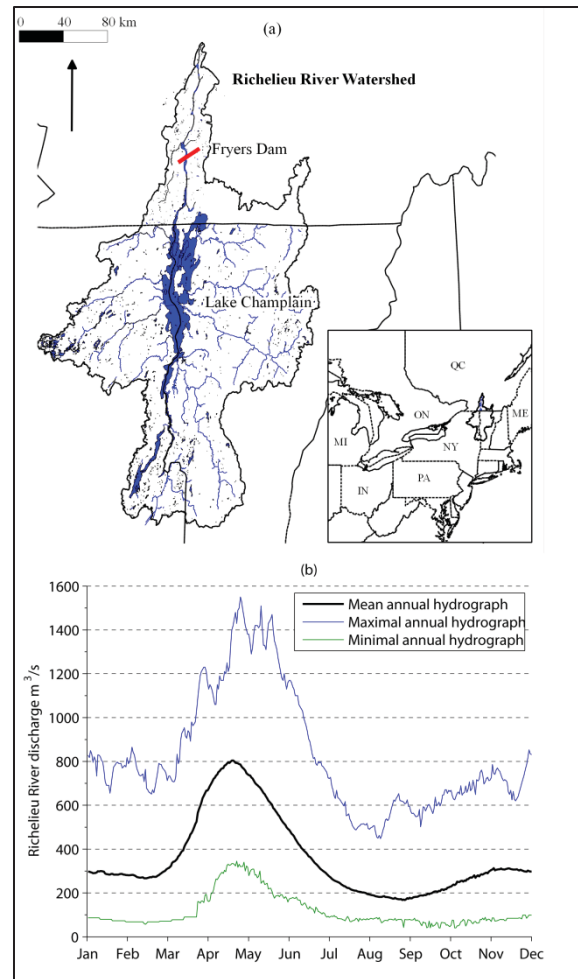 0 40 80 km
(a)
Richelieu River Watershed
Fryers Dam
Lake Champlain
QC
ON
ME
MI
NY
PA
IN
(b)
1600
1400
1200
1000
800
600
400
200
0
Richelieu River discharge m³/s
Mean annual hydrograph
Maximal annual hydrograph
Minimal annual hydrograph
Jan Feb Mar Apr May Jun Jul Aug Sep Oct Nov Dec